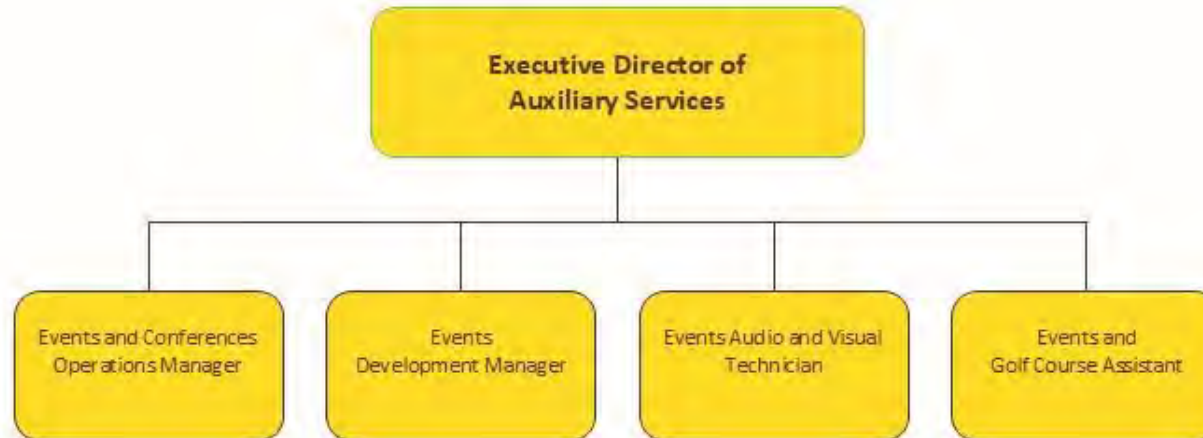 Executive Director of
Auxiliary Services
Events and Conferences
Operations Manager
Events
Development Manager
Events Audio and Visual
Technician
Events and
Golf Course Assistant